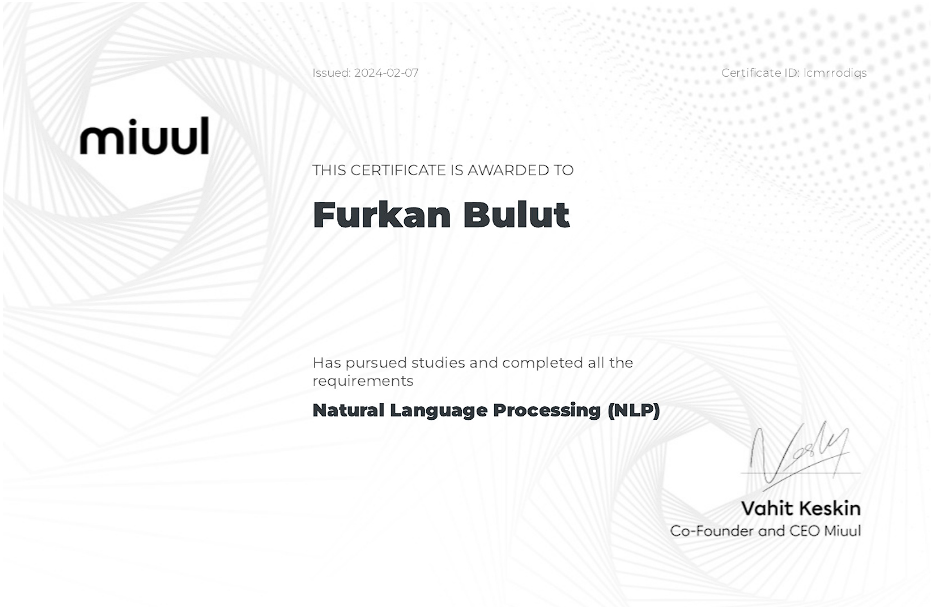 Issued: 2024-02-07
Certificate ID: lcmrrodiqs
miuul
THIS CERTIFICATE IS AWARDED TO
Furkan Bulut
Has pursued studies and completed all the
requirements
Natural Language Processing (NLP)
Vahit Keskin
Co-Founder and CEO Miuul